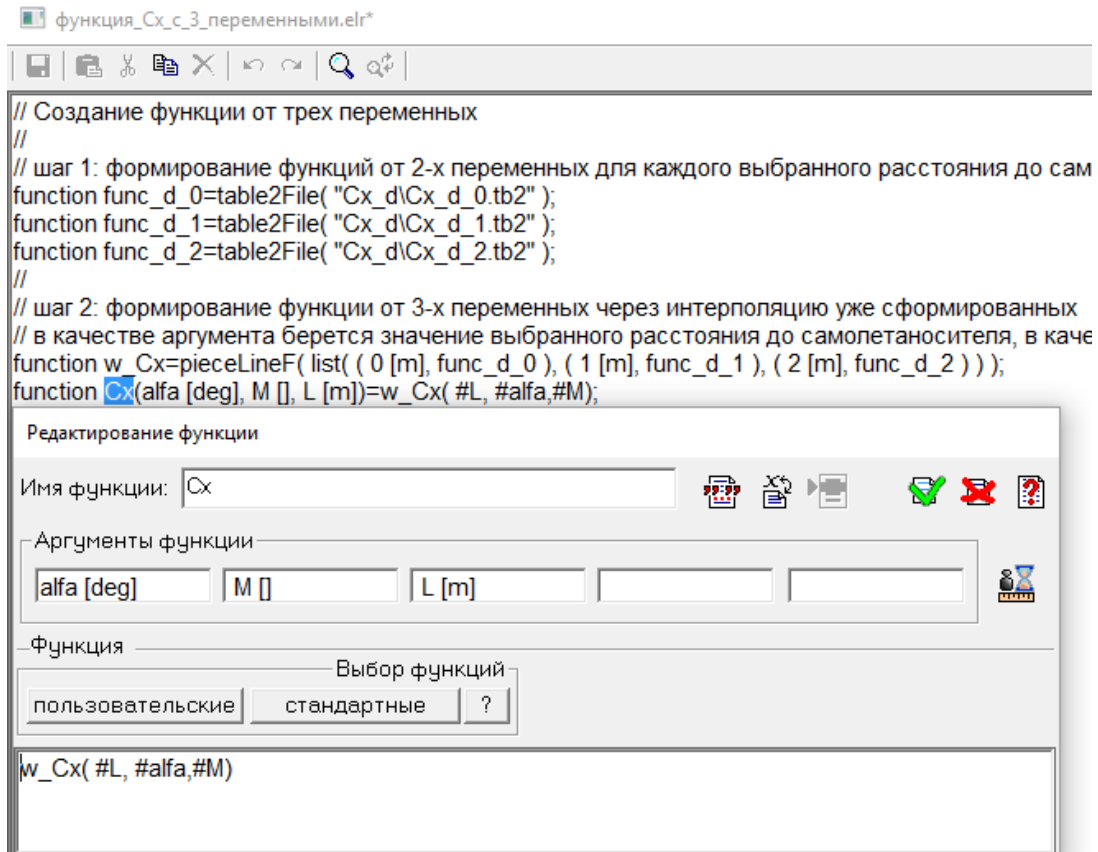 функция_Cx_с_3_переменными.elr*
// Создание функции от трех переменных
//
// шаг 1: формирование функций от 2-х переменных для каждого выбранного расстояния до сам
function func_d_0=table2File( "Cx_d\Cx_d_0.tb2" );
function func_d_1=table2File( "Cx_d\Cx_d_1.tb2" );
function func_d_2=table2File( "Cx_d\Cx_d_2.tb2" );
//
// шаг 2: формирование функции от 3-х переменных через интерполяцию уже сформированных
// в качестве аргумента берется значение выбранного расстояния до самолетаносителя, в каче
function w_Cx=pieceLineF( list( ( 0 [m], func_d_0 ), ( 1 [m], func_d_1 ), ( 2 [m], func_d_2 ) ) );
function Cx(alfa [deg], M [], L [m])=w_Cx( #L, #alfa,#M);
Редактирование функции
Имя функции: Cx
Аргументы функции
alfa [deg] M [] L [m]
Функция
Выбор функций
пользовательские стандартные ?
w_Cx( #L, #alfa,#M)